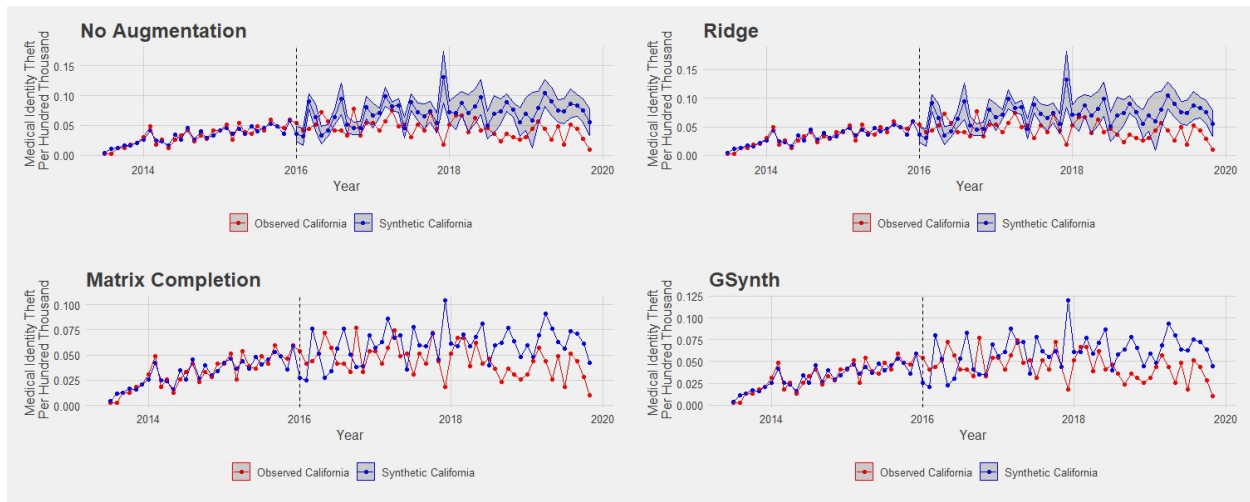 No Augmentation
Medical Identity Theft
Per Hundred Thousand
0.15
0.10
0.05
0.00
2014
2016
2018
2020
Year
Observed California
Synthetic California
Ridge
Medical Identity Theft
Per Hundred Thousand
0.15
0.10
0.05
0.00
2014
2016
2018
2020
Year
Observed California
Synthetic California
Matrix Completion
Medical Identity Theft
Per Hundred Thousand
0.100
0.075
0.050
0.025
0.000
2014
2016
2018
2020
Year
Observed California
Synthetic California
GSynth
Medical Identity Theft
Per Hundred Thousand
0.125
0.100
0.075
0.050
0.025
0.000
2014
2016
2018
2020
Year
Observed California
Synthetic California